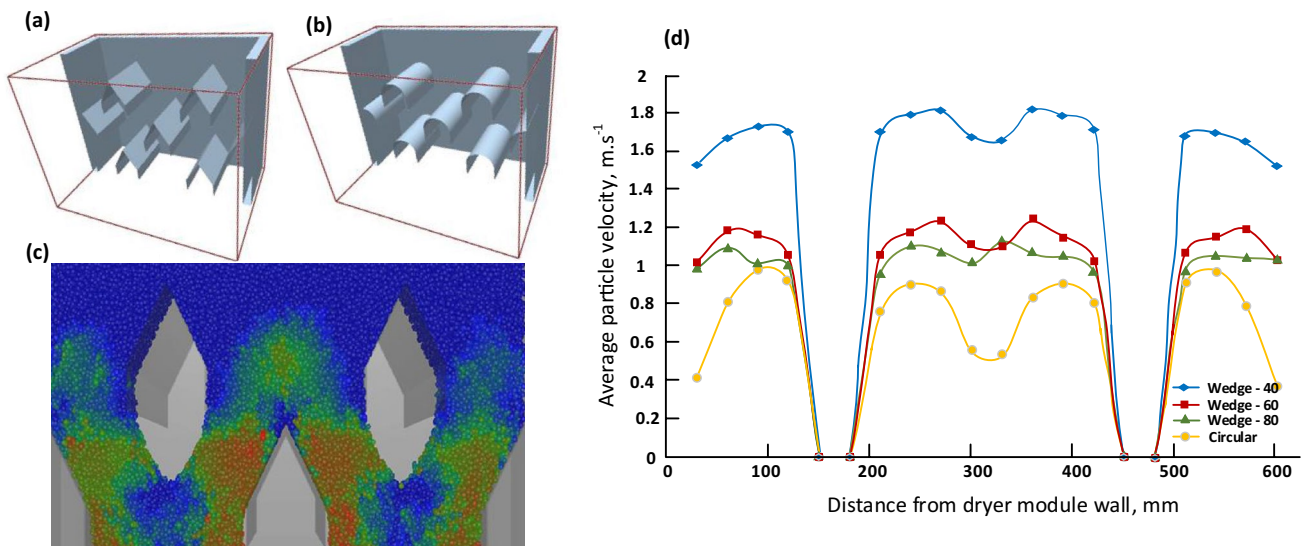 (a)
(b)
(c)
(d)
Average particle velocity, m.s-1
2
1.8
1.6
1.4
1.2
1
0.8
0.6
0.4
0.2
0
Wedge - 40
Wedge - 60
Wedge - 80
Circular
0 100 200 300 400 500 600
Distance from dryer module wall, mm